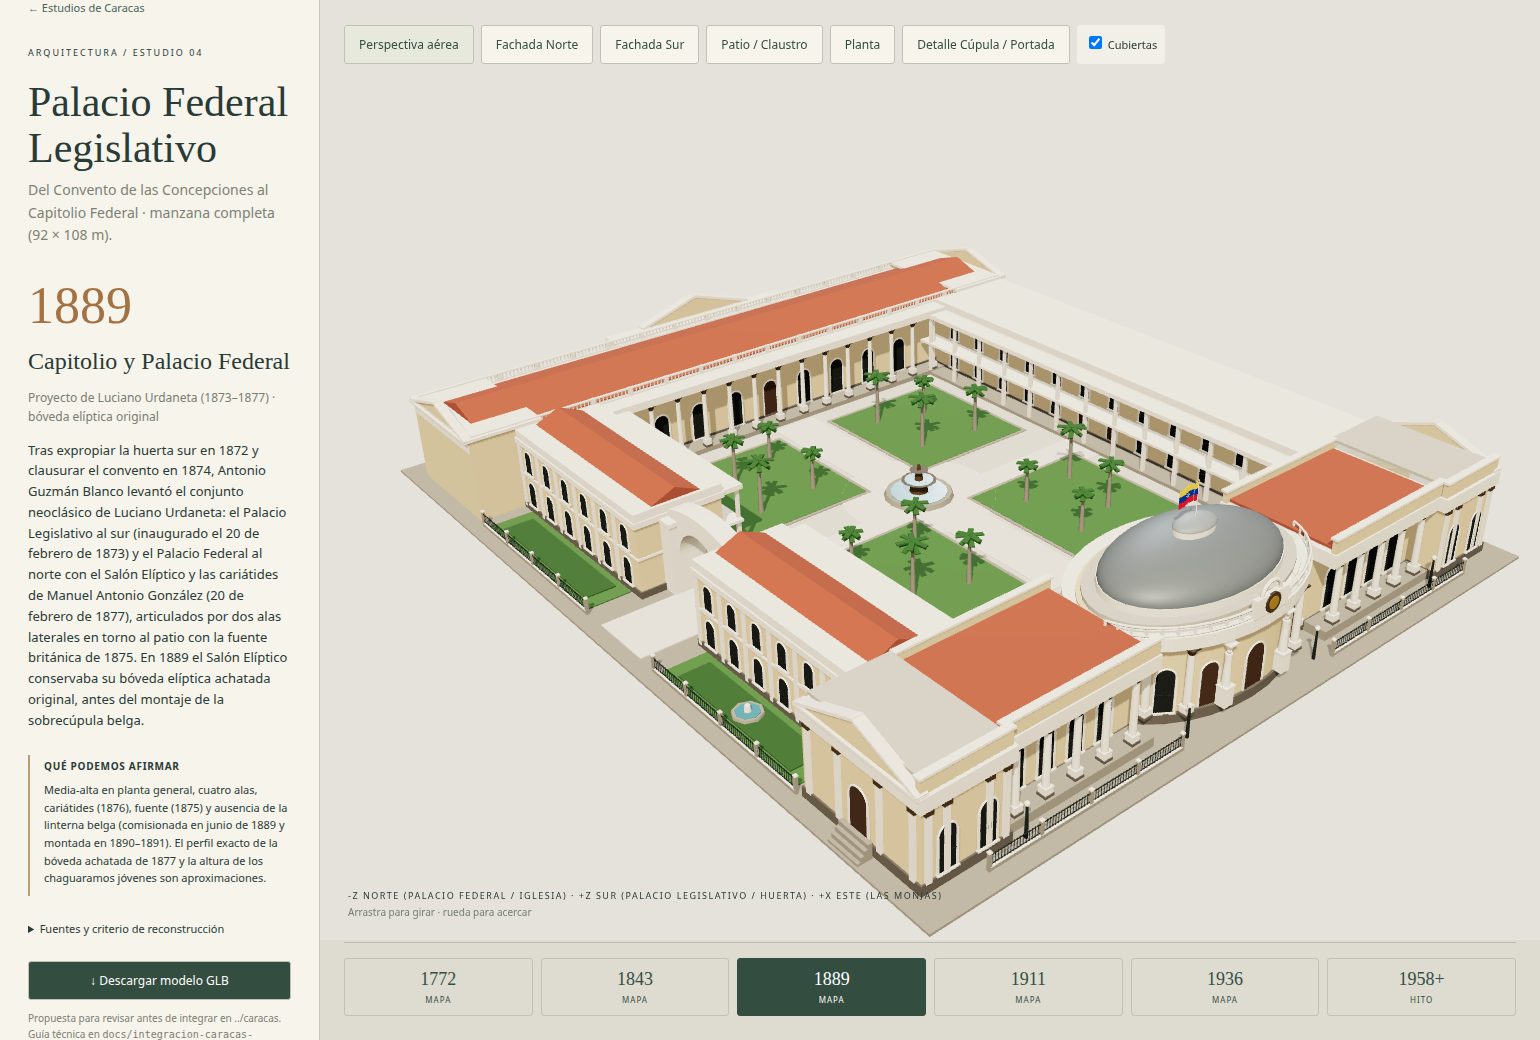 ← Estudios de Caracas
ARQUITECTURA / ESTUDIO 04
Palacio Federal
Legislativo
Del Convento de las Concepciones al
Capitolio Federal · manzana completa
(92 × 108 m).
1889
Capitolio y Palacio Federal
Proyecto de Luciano Urdaneta (1873–1877) ·
bóveda elíptica original
Tras expropiar la huerta sur en 1872 y
clausurar el convento en 1874, Antonio
Guzmán Blanco levantó el conjunto
neoclásico de Luciano Urdaneta: el Palacio
Legislativo al sur (inaugurado el 20 de
febrero de 1873) y el Palacio Federal al
norte con el Salón Elíptico y las cariátides
de Manuel Antonio González (20 de
febrero de 1877), articulados por dos alas
laterales en torno al patio con la fuente
británica de 1875. En 1889 el Salón Elíptico
conservaba su bóveda elíptica achatada
original, antes del montaje de la
sobrecúpula belga.
QUÉ PODEMOS AFIRMAR
Media-alta en planta general, cuatro alas,
cariátides (1876), fuente (1875) y ausencia de la
linterna belga (comisionada en junio de 1889 y
montada en 1890–1891). El perfil exacto de la
bóveda achatada de 1877 y la altura de los
chaguaramos jóvenes son aproximaciones.
▶ Fuentes y criterio de reconstrucción
↓ Descargar modelo GLB
Propuesta para revisar antes de integrar en ../caracas.
Guía técnica en docs/integracion-caracas-
Perspectiva aérea
Fachada Norte
Fachada Sur
Patio / Claustro
Planta
Detalle Cúpula / Portada
Cubiertas
-Z NORTE (PALACIO FEDERAL / IGLESIA) · +Z SUR (PALACIO LEGISLATIVO / HUERTA) · +X ESTE (LAS MONJAS)
Arrastra para girar · rueda para acercar
1772
MAPA
1843
MAPA
1889
MAPA
1911
MAPA
1936
MAPA
1958+
HITO